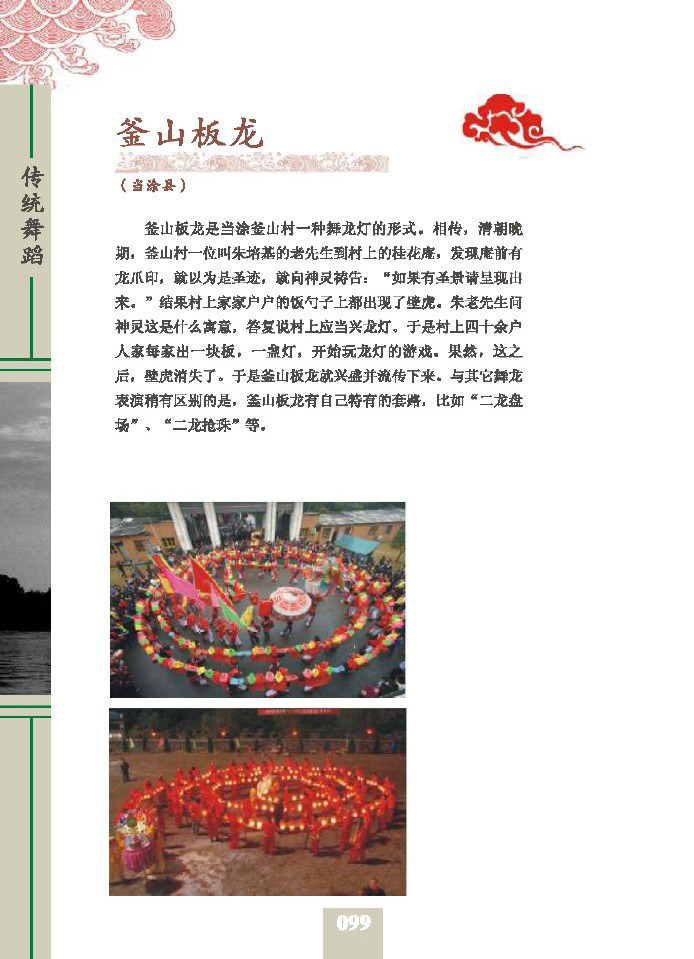 传统舞蹈
釜山板龙
（当涂县）
釜山板龙是当涂釜山村一种舞龙灯的形式。相传，清朝晚
期，釜山村一位叫朱培基的老先生到村上的桂花庵，发现庵前有
龙爪印，就以为是圣迹，就向神灵祷告：“如果有圣景请呈现出
来。”结果村上家家户户的饭勺子上都出现了壁虎。朱老先生问
神灵这是什么寓意，答复说村上应当兴龙灯。于是村上四十余户
人家每家出一块板，一盏灯，开始玩龙灯的游戏。果然，这之
后，壁虎消失了。于是釜山板龙就兴盛并流传下来。与其它舞龙
表演稍有区别的是，釜山板龙有自己特有的套路，比如“二龙盘
场”、“二龙抢珠”等。
099